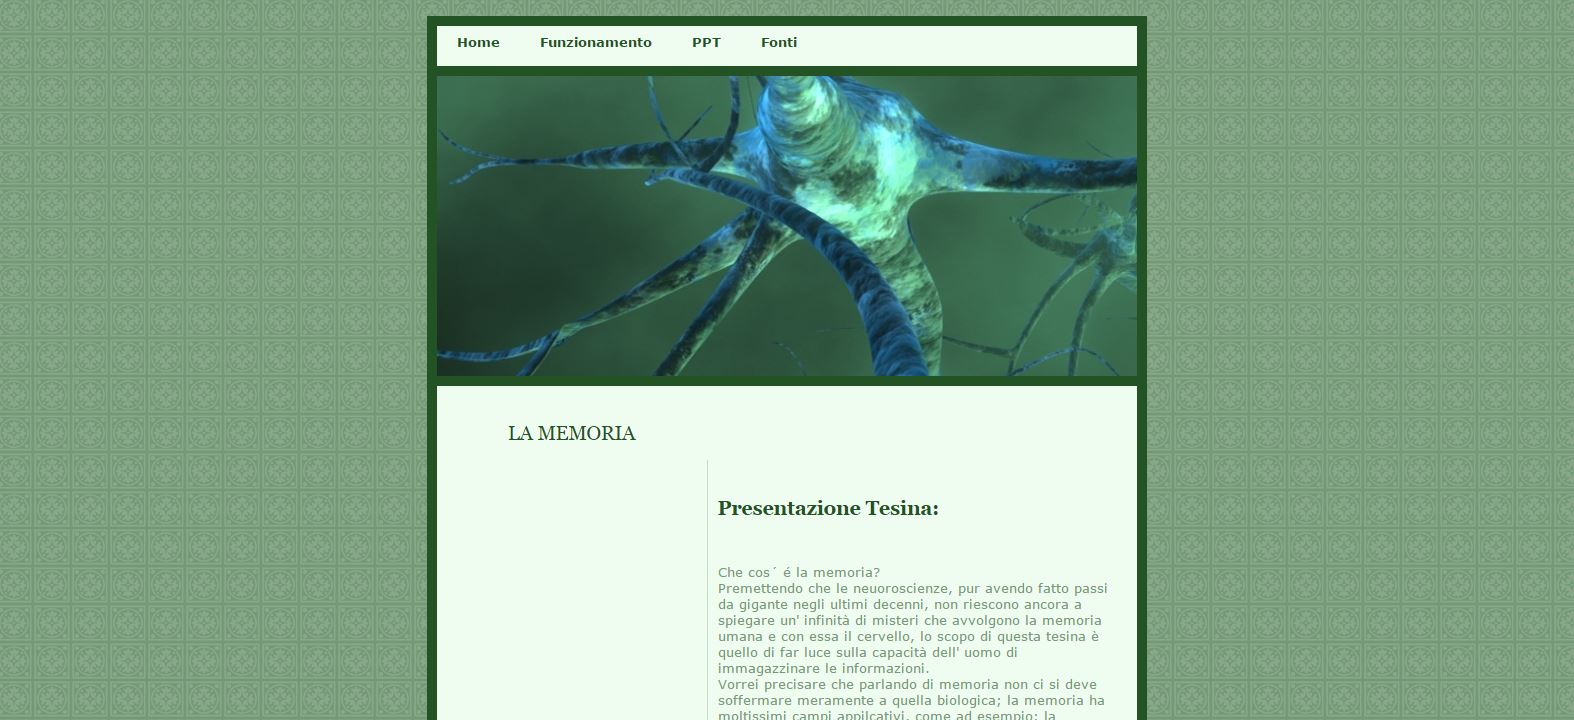 Home Funzionamento PPT Fonti
LA MEMORIA
Presentazione Tesina:
Che cos´ é la memoria?
Premettendo che le neuoroscienze, pur avendo fatto passi
da gigante negli ultimi decenni, non riescono ancora a
spiegare un' infinità di misteri che avvolgono la memoria
umana e con essa il cervello, lo scopo di questa tesina è
quello di far luce sulla capacità dell' uomo di
immagazzinare le informazioni.
Vorrei precisare che parlando di memoria non ci si deve
soffermare meramente a quella biologica; la memoria ha
moltissimi campi appilcativi, come ad esempio: la